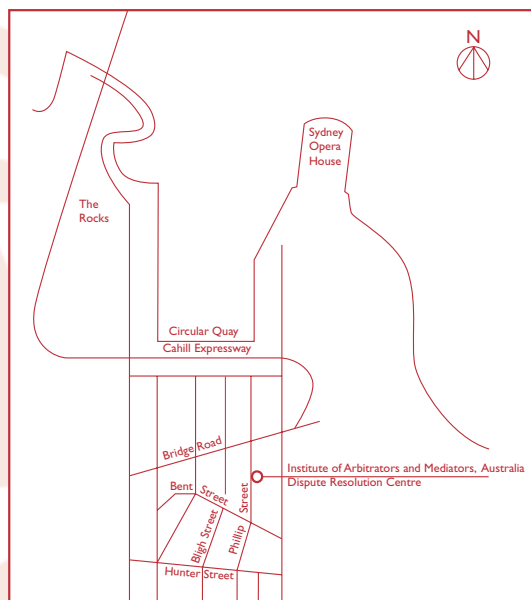 N
Sydney
Opera
House
The
Rocks
Circular Quay
Cahill Expressway
Bridge Road
Institute of Arbitrators and Mediators, Australia
Dispute Resolution Centre
Bent Street
Phillip Street
Bligh Street
Hunter Street